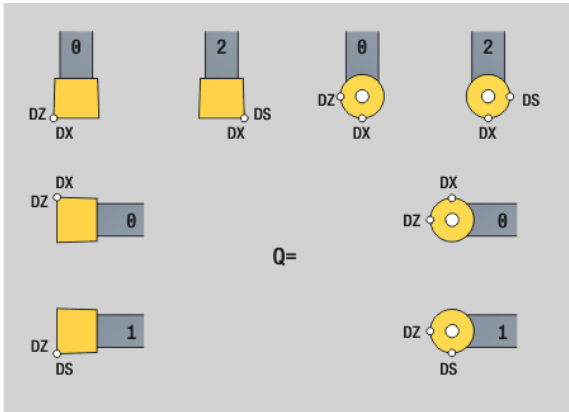 0 2 0 2
DZ DS DZ DS
DX DX DX DX
DX DX
DZ 0 DZ 0
Q=
1 1
DZ DZ
DS DS